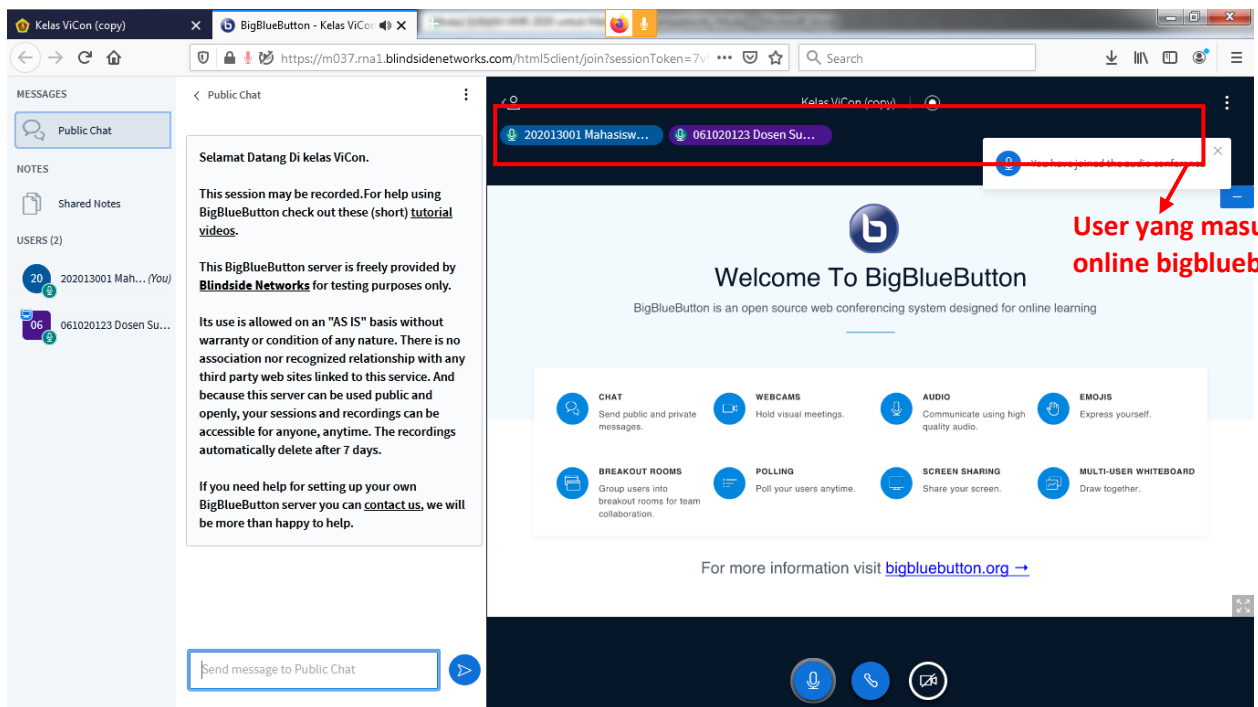 Kelas ViCon (copy)
BigBlueButton - Kelas ViCon
https://m037.rna1.blindsidenetworks.com/html5client/join?sessionToken=7v
Search
MESSAGES
Public Chat
NOTES
Shared Notes
USERS (2)
20
202013001 Mah... (You)
06
061020123 Dosen Su...
Public Chat
Selamat Datang Di kelas ViCon.
This session may be recorded.For help using
BigBlueButton check out these (short) tutorial
videos.
This BigBlueButton server is freely provided by
Blindside Networks for testing purposes only.
Its use is allowed on an "AS IS" basis without
warranty or condition of any nature. There is no
association nor recognized relationship with any
third party web sites linked to this service. And
because this server can be used public and
openly, your sessions and recordings can be
accessible for anyone, anytime. The recordings
automatically delete after 7 days.
If you need help for setting up your own
BigBlueButton server you can contact us, we will
be more than happy to help.
Send message to Public Chat
Kelas ViCon (copy)
202013001 Mahasisw...
061020123 Dosen Su...
You have joined the audio conference
User yang masu
online bigblueb
Welcome To BigBlueButton
BigBlueButton is an open source web conferencing system designed for online learning
CHAT
Send public and private
messages.
WEBCAMS
Hold visual meetings.
AUDIO
Communicate using high
quality audio.
EMOJIS
Express yourself.
BREAKOUT ROOMS
Group users into
breakout rooms for team
collaboration.
POLLING
Poll your users anytime.
SCREEN SHARING
Share your screen.
MULTI-USER WHITEBOARD
Draw together.
For more information visit bigbluebutton.org →